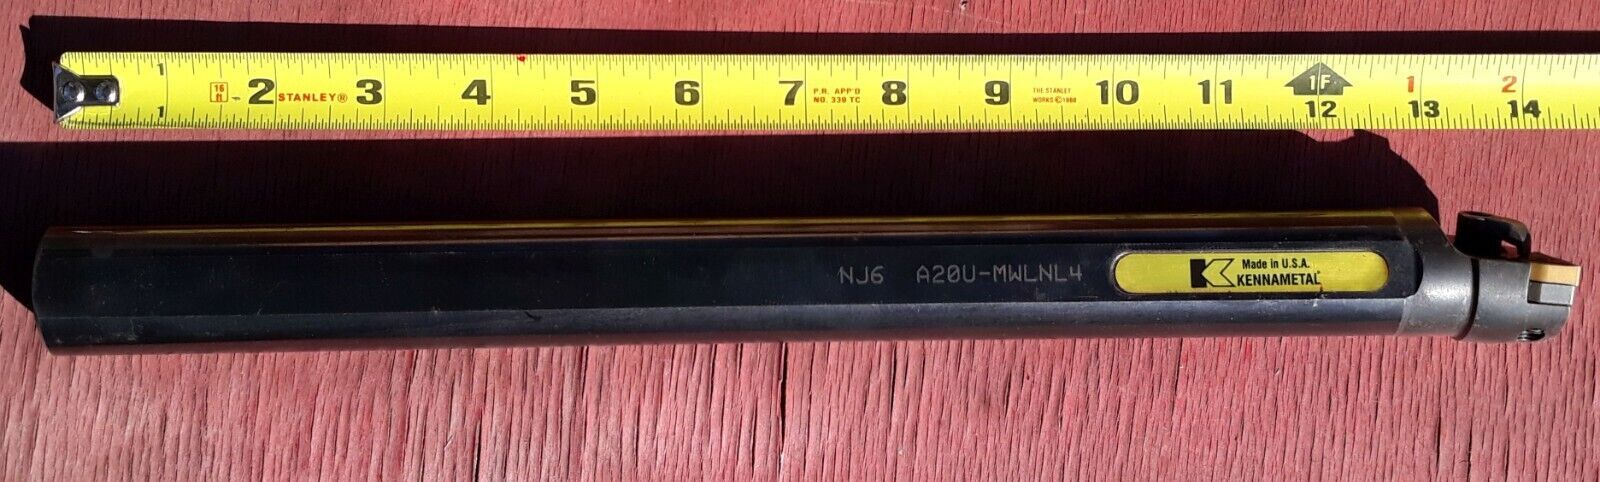 1 1 2
16 ft 2 STANLEY® 3 4 5 6 7 P.R. APP'D NO. 339 TC 8 9 THE STANLEY WORKS ©1988 10 11 1F 12 13 14
1
NJ6 A20U-MWLNL4
Made in U.S.A.
KENNAMETAL®